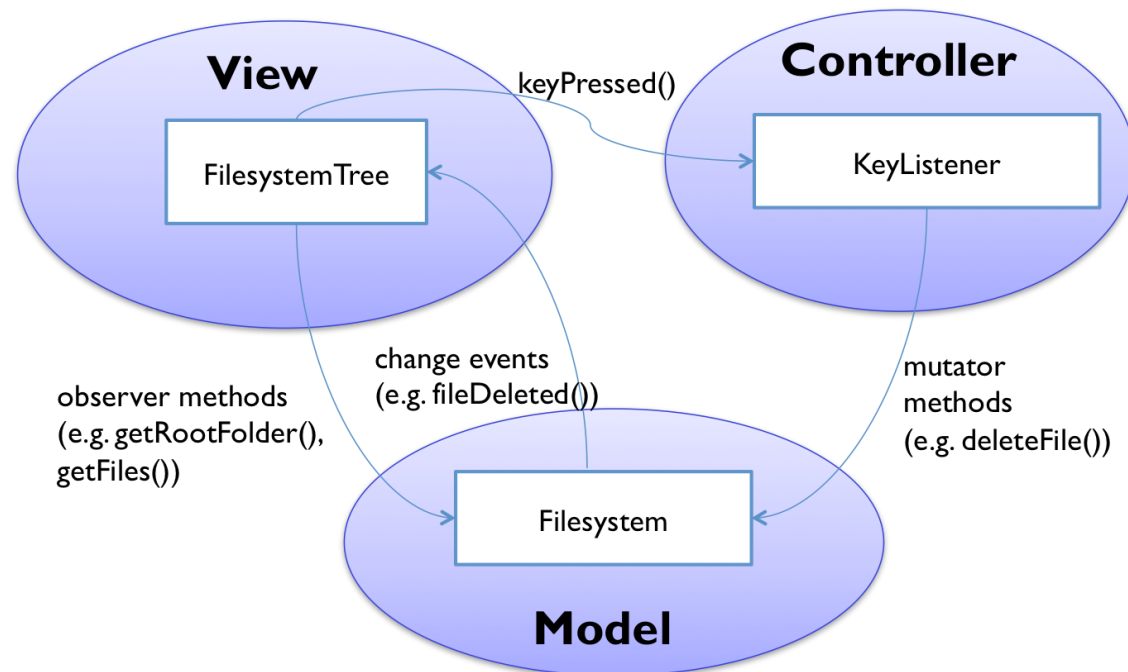 View
Controller
keyPressed()
FilesystemTree
KeyListener
change events
(e.g. fileDeleted())
observer methods
(e.g. getRootFolder(),
getFiles())
mutator
methods
(e.g. deleteFile())
Filesystem
Model